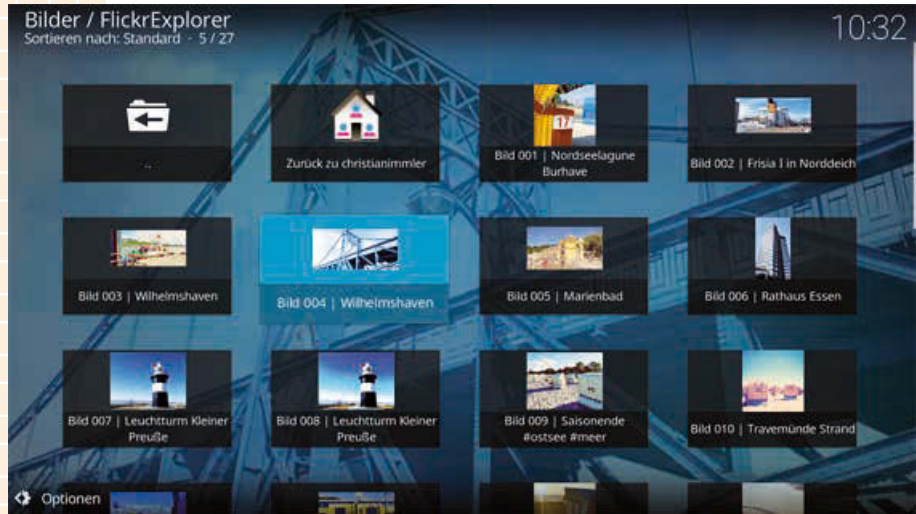 Bilder / FlickrExplorer
Sortieren nach: Standard · 5 / 27
10:32
..
Zurück zu christianimmler
17
Bild 001 | Nordseelagune
Burhave
Bild 002 | Frisia I in Norddeich
Bild 003 | Wilhelmshaven
Bild 004 | Wilhelmshaven
Bild 005 | Marienbad
Bild 006 | Rathaus Essen
Bild 007 | Leuchtturm Kleiner
Preuße
Bild 008 | Leuchtturm Kleiner
Preuße
Bild 009 | Saisonende
#ostsee #meer
Bild 010 | Travemünde Strand
Optionen